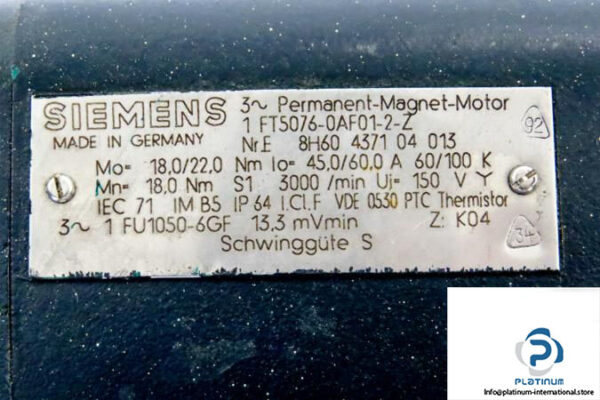 SIEMENS 3~ Permanent-Magnet-Motor
MADE IN GERMANY 1 FT5076-0AF01-2-Z
92
Nr.E 8H60 4371 04 013
Mo= 18,0/22,0 Nm Io= 45,0/60,0 A 60/100 K
Mn= 18,0 Nm S1 3000 /min Ui= 150 V Y
IEC 71 IM B5 IP 64 I.Cl.F VDE 0530 PTC Thermistor
3~ 1 FU1050-6GF 13,3 mVmin Z: K04
34
Schwinggüte S
PLATINUM
Info@platinum-international.store